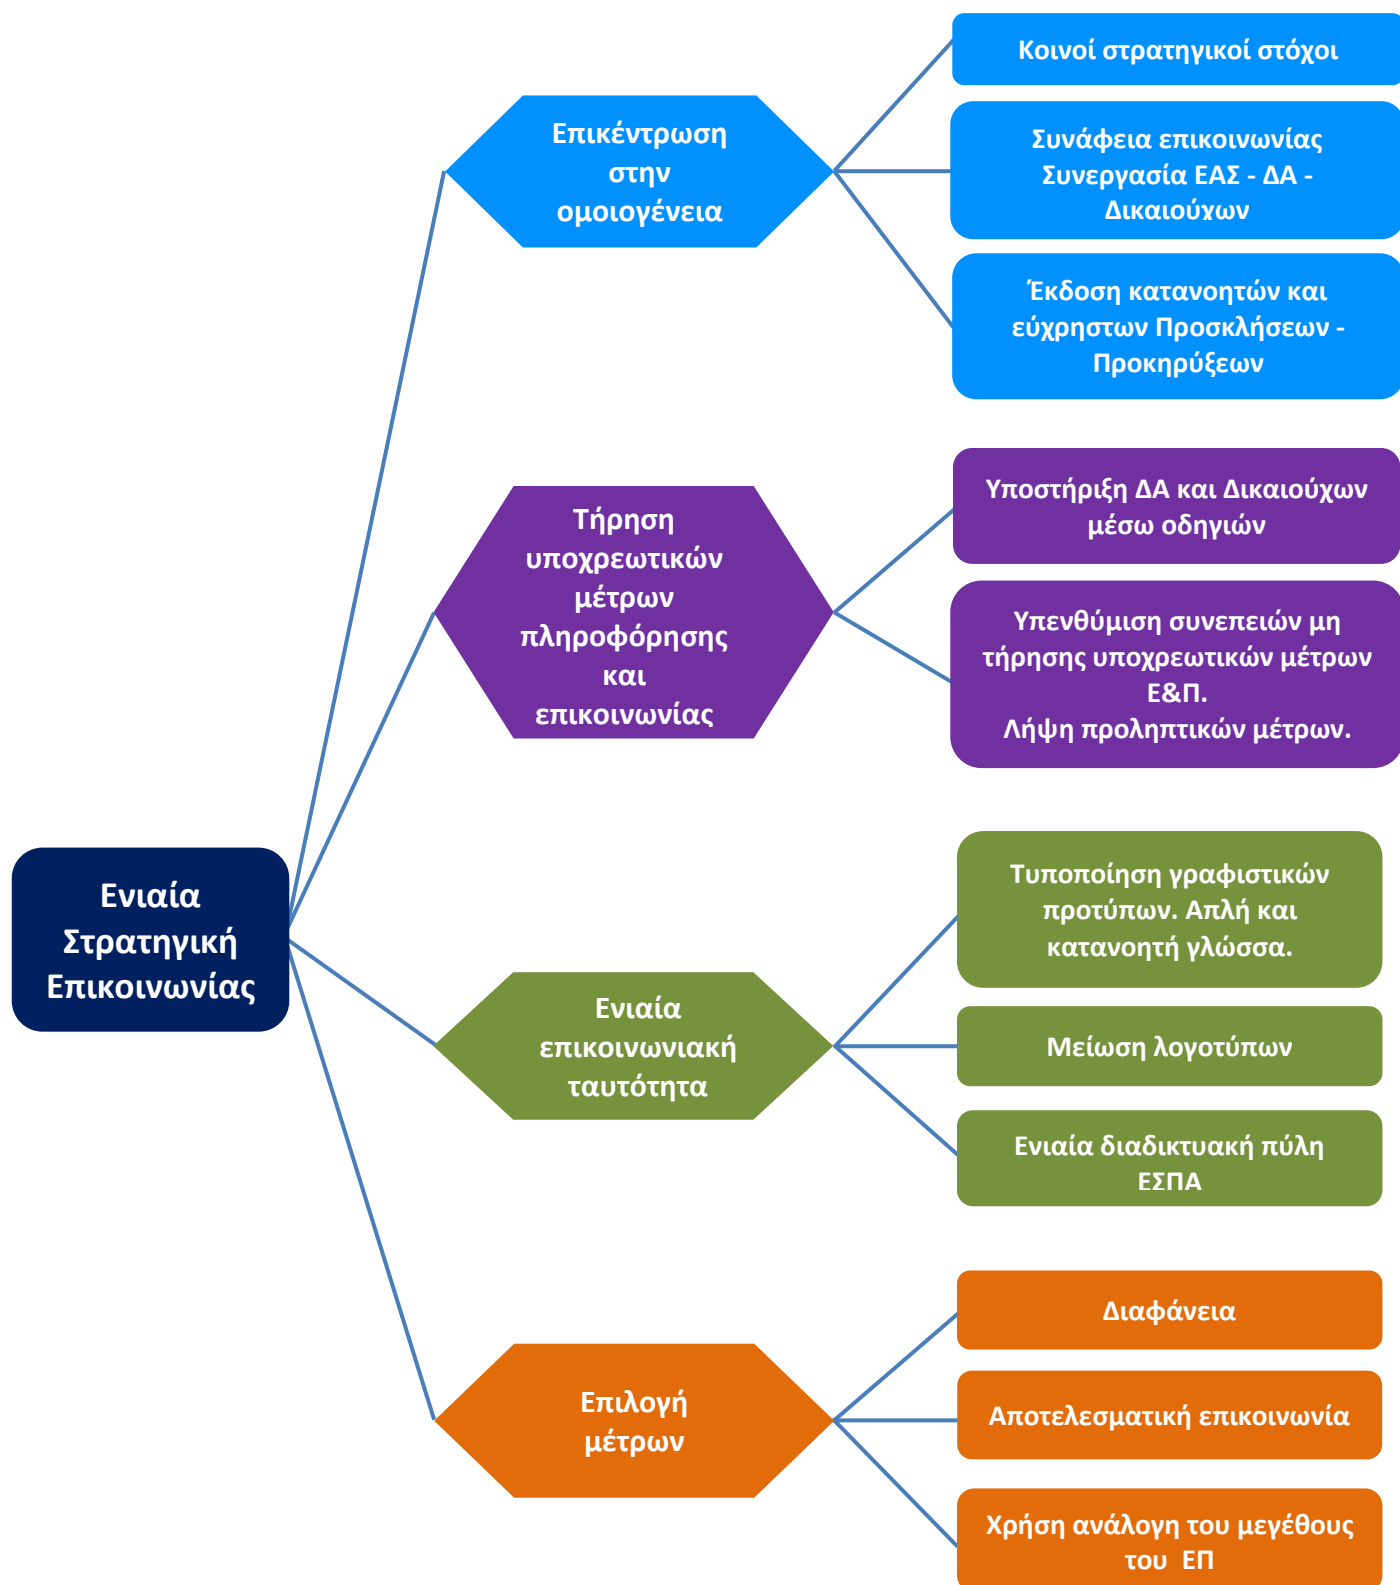 Ενιαία
Στρατηγική
Επικοινωνίας
Επικέντρωση
στην
ομοιογένεια
Κοινοί στρατηγικοί στόχοι
Συνάφεια επικοινωνίας
Συνεργασία ΕΑΣ - ΔΑ -
Δικαιούχων
Έκδοση κατανοητών και
εύχρηστων Προσκλήσεων -
Προκηρύξεων
Τήρηση
υποχρεωτικών
μέτρων
πληροφόρησης
και
επικοινωνίας
Υποστήριξη ΔΑ και Δικαιούχων
μέσω οδηγιών
Υπενθύμιση συνεπειών μη
τήρησης υποχρεωτικών μέτρων
Ε&Π.
Λήψη προληπτικών μέτρων.
Ενιαία
επικοινωνιακή
ταυτότητα
Τυποποίηση γραφιστικών
προτύπων. Απλή και
κατανοητή γλώσσα.
Μείωση λογοτύπων
Ενιαία διαδικτυακή πύλη
ΕΣΠΑ
Επιλογή
μέτρων
Διαφάνεια
Αποτελεσματική επικοινωνία
Χρήση ανάλογη του μεγέθους
του ΕΠ